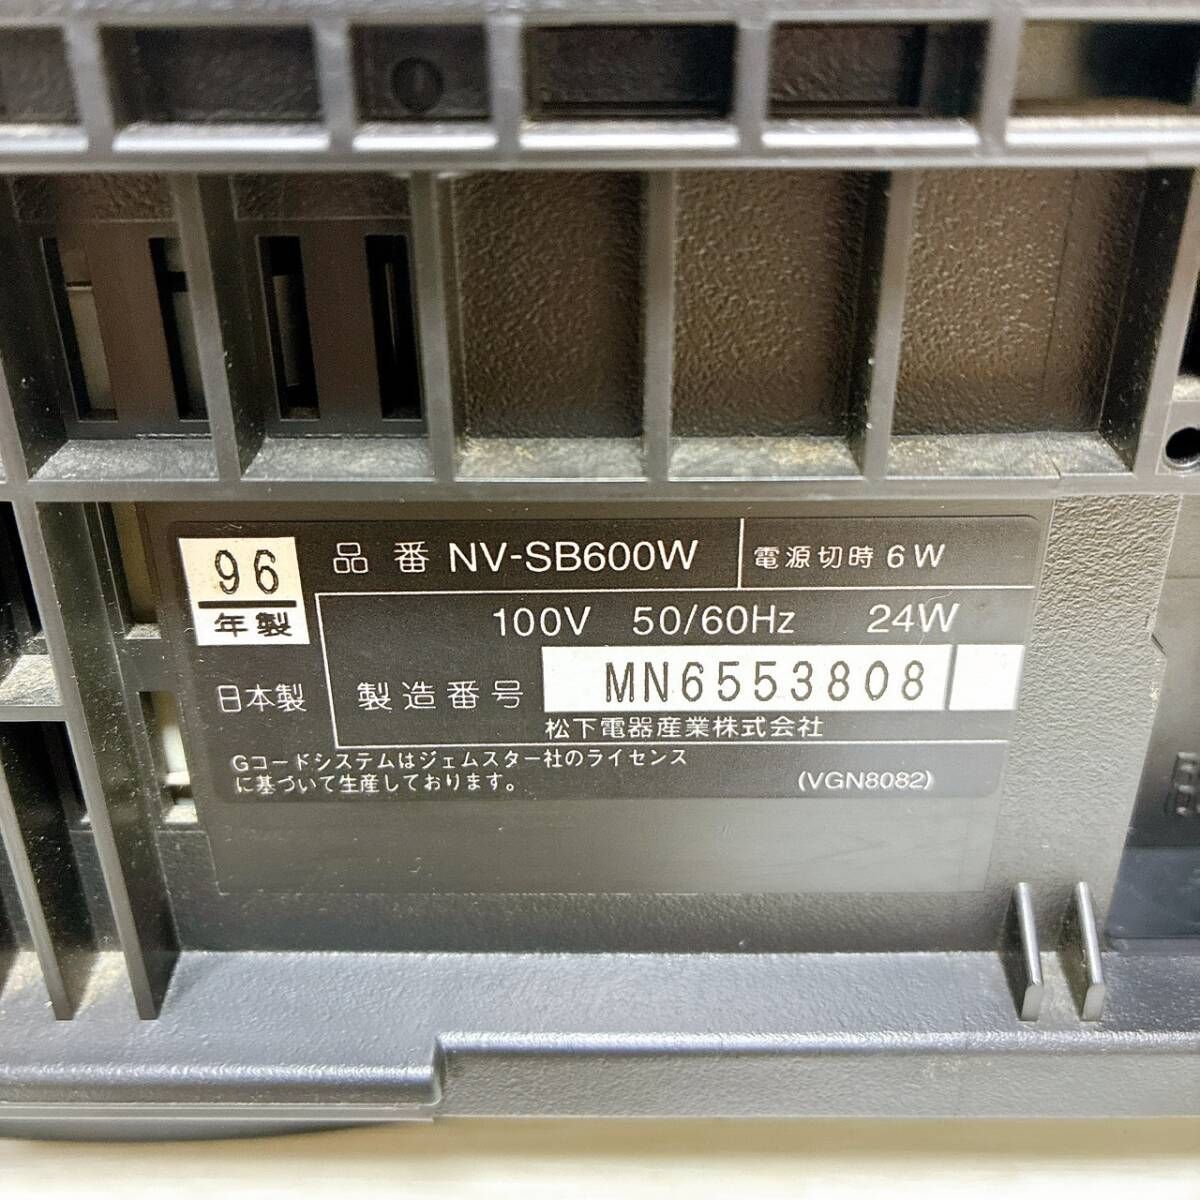 96
年製
品番 NV-SB600W 電源切時 6W
100V 50/60Hz 24W
日本製 製造番号 MN6553808
松下電器産業株式会社
Gコードシステムはジェムスター社のライセンス
に基づいて生産しております。 (VGN8082)